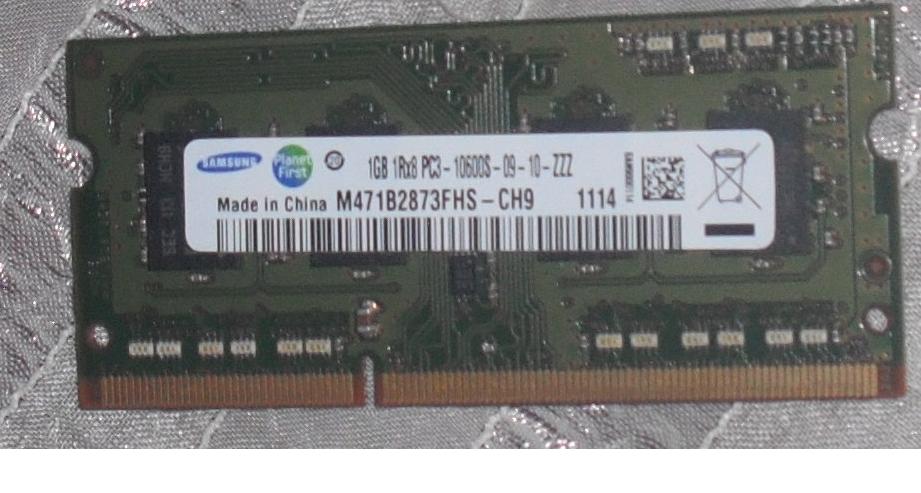 SAMSUNG Planet First 1GB 1Rx8 PC3-10600S-09-10-ZZZ
Made in China M471B2873FHS-CH9 1114